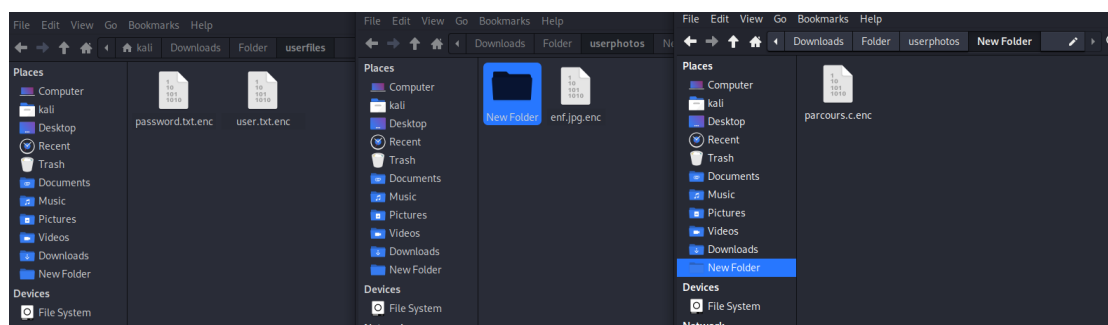 File Edit View Go Bookmarks Help
kali Downloads Folder userfiles
Places
Computer
kali
Desktop
Recent
Trash
Documents
Music
Pictures
Videos
Downloads
New Folder
Devices
File System
password.txt.enc user.txt.enc
File Edit View Go Bookmarks Help
Downloads Folder userphotos
Places
Computer
kali
Desktop
Recent
Trash
Documents
Music
Pictures
Videos
Downloads
New Folder
Devices
File System
New Folder enf.jpg.enc
File Edit View Go Bookmarks Help
Downloads Folder userphotos New Folder
Places
Computer
kali
Desktop
Recent
Trash
Documents
Music
Pictures
Videos
Downloads
New Folder
Devices
File System
parcours.c.enc